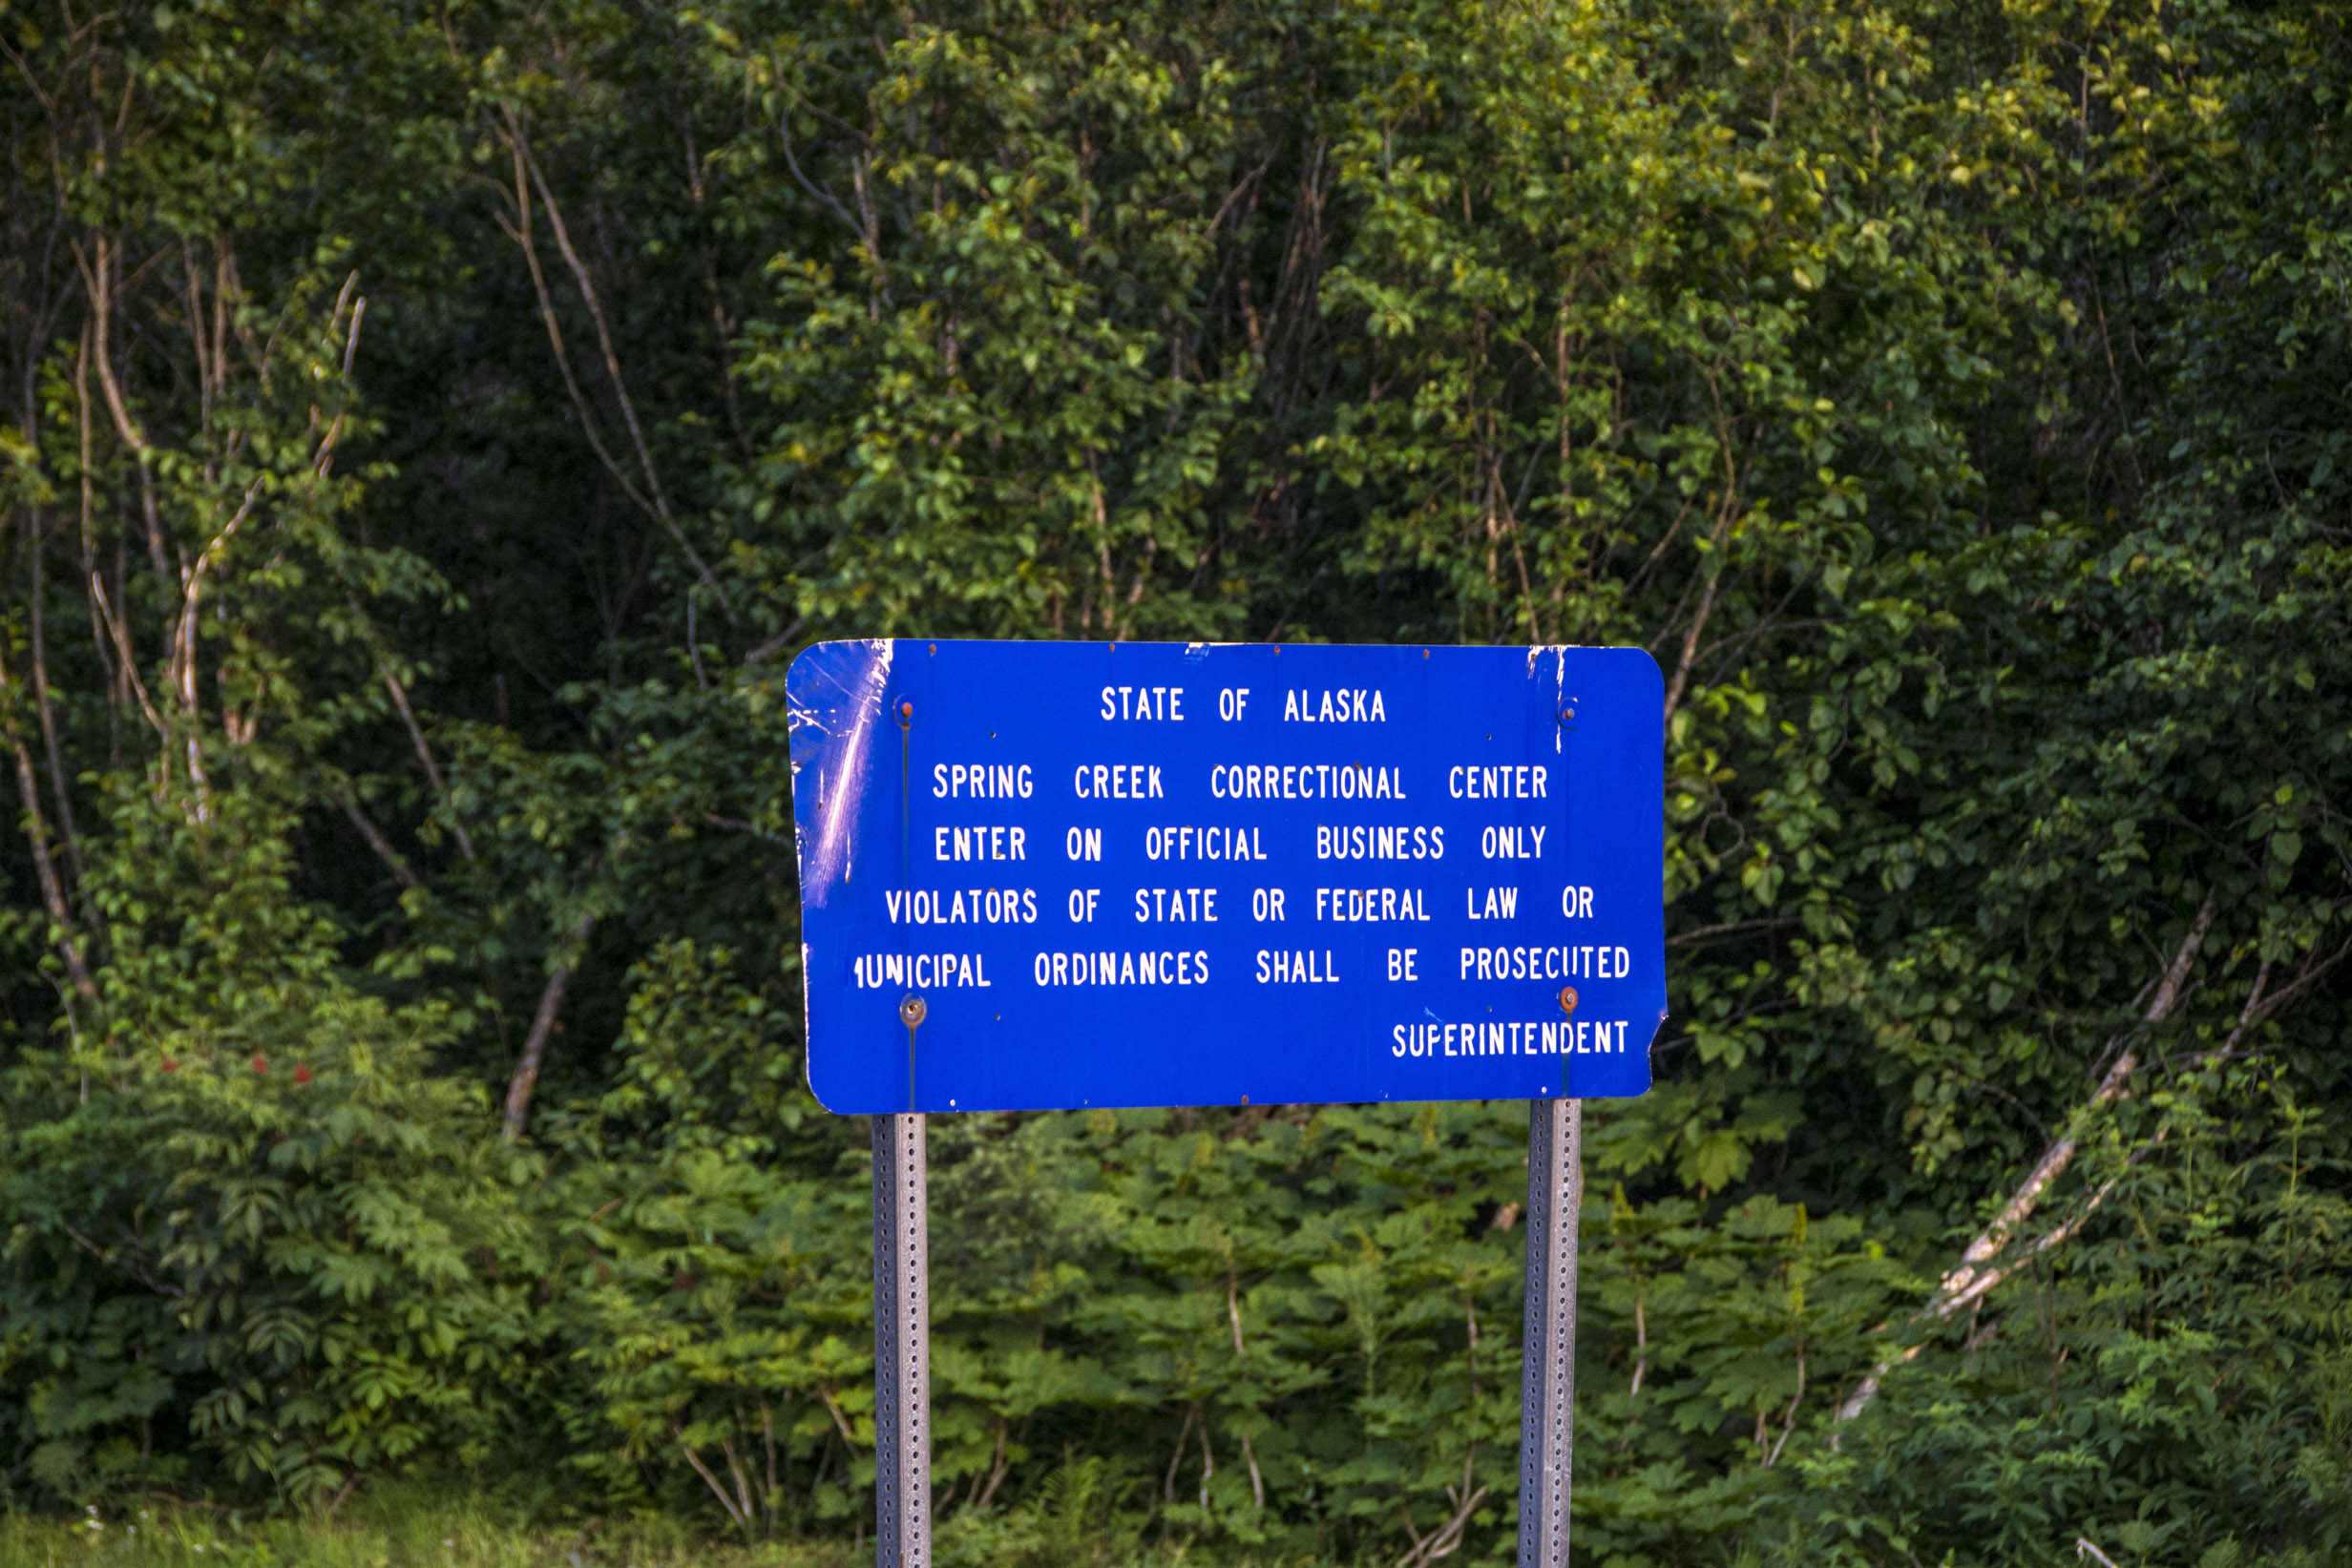 STATE OF ALASKA
SPRING CREEK CORRECTIONAL CENTER
ENTER ON OFFICIAL BUSINESS ONLY
VIOLATORS OF STATE OR FEDERAL LAW OR
MUNICIPAL ORDINANCES SHALL BE PROSECUTED
SUPERINTENDENT